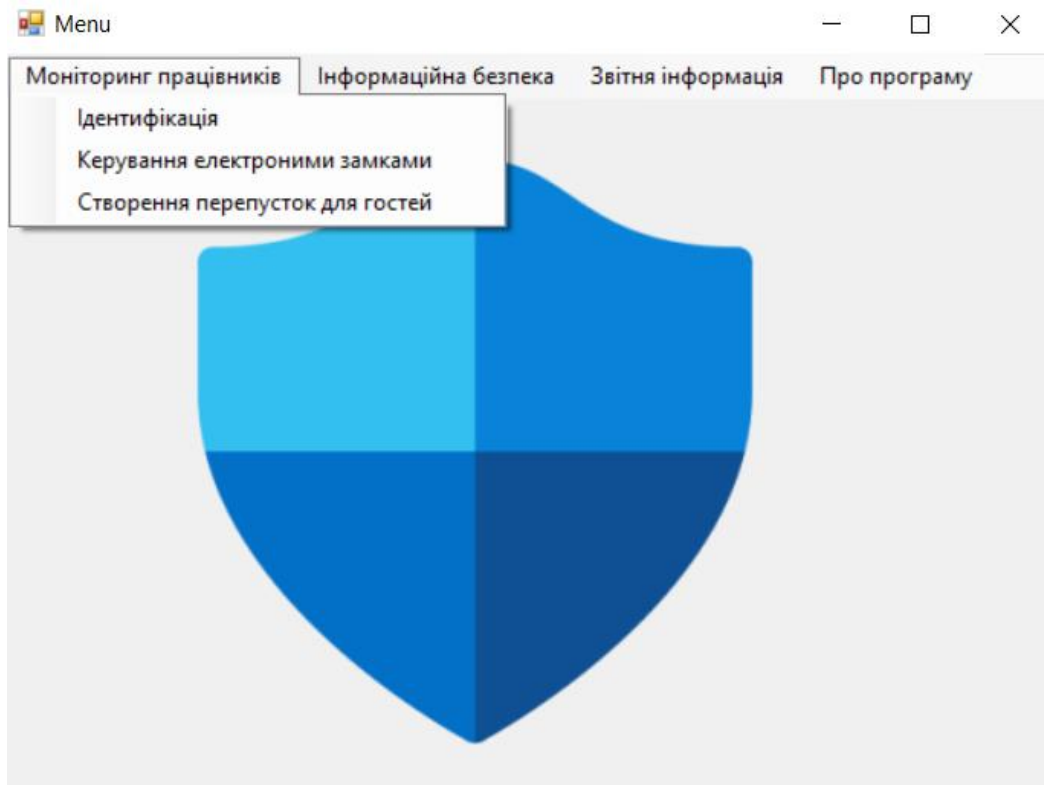 Menu
Моніторинг працівників Інформаційна безпека Звітня інформація Про програму
Ідентифікація
Керування електроними замками
Створення перепусток для гостей